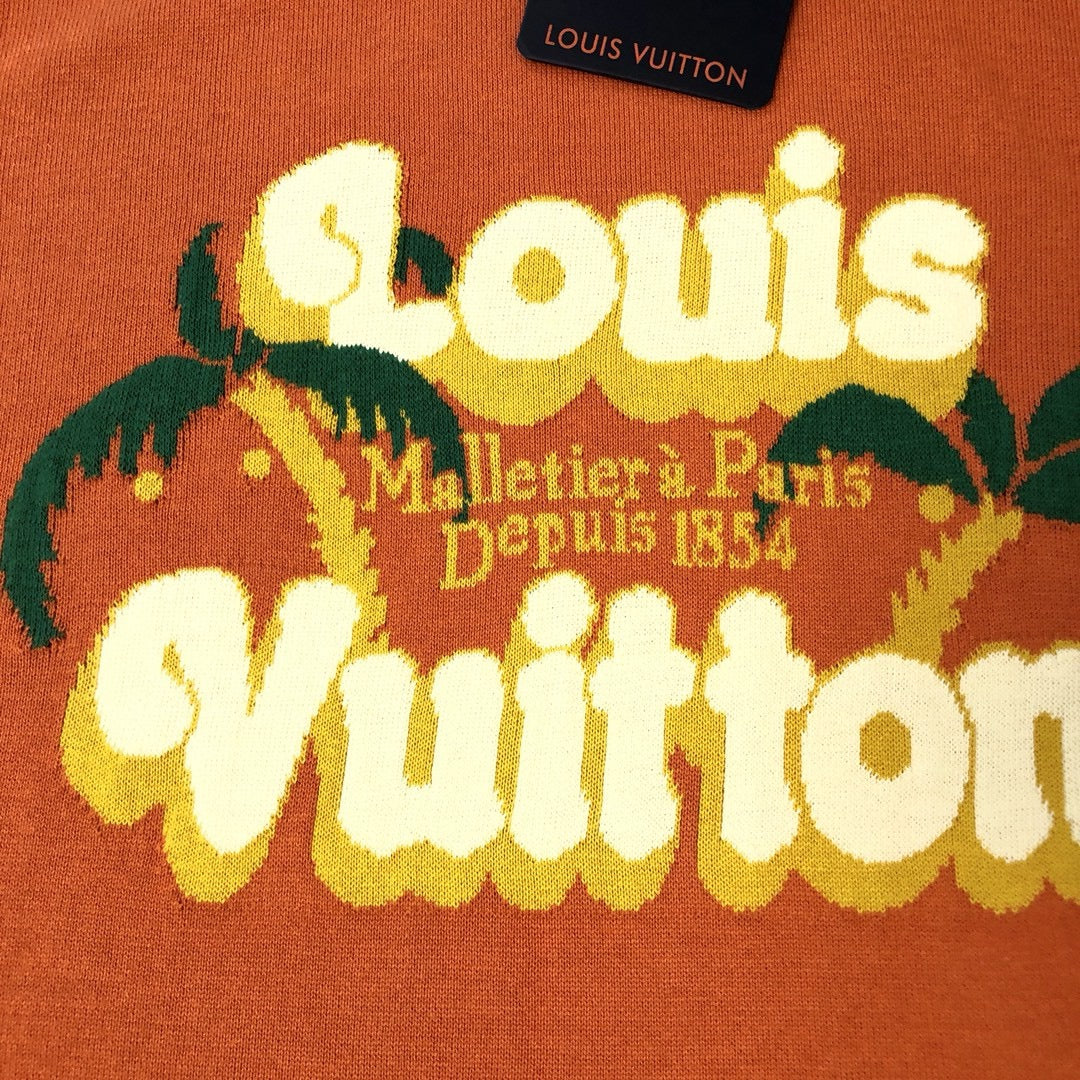 LOUIS VUITTON
Louis
Malletier à Paris
Depuis 1854
Vuitton